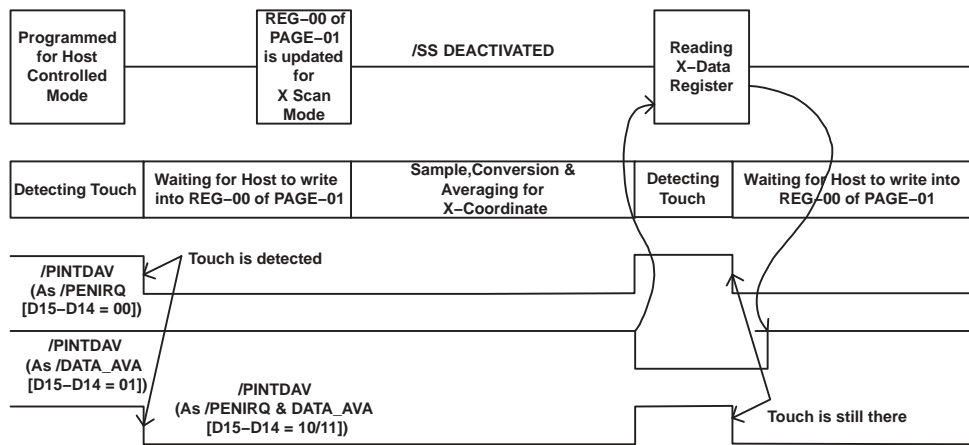 Programmed
for Host
Controlled
Mode
REG−00 of
PAGE−01
is updated
for
X Scan
Mode
/SS DEACTIVATED
Reading
X−Data
Register
Detecting Touch
Waiting for Host to write
into REG−00 of PAGE−01
Sample,Conversion &
Averaging for
X−Coordinate
Detecting
Touch
Waiting for Host to write into
REG−00 of PAGE−01
/PINTDAV
(As /PENIRQ
[D15−D14 = 00])
Touch is detected
/PINTDAV
(As /DATA_AVA
[D15−D14 = 01])
/PINTDAV
(As /PENIRQ & DATA_AVA
[D15−D14 = 10/11])
Touch is still there